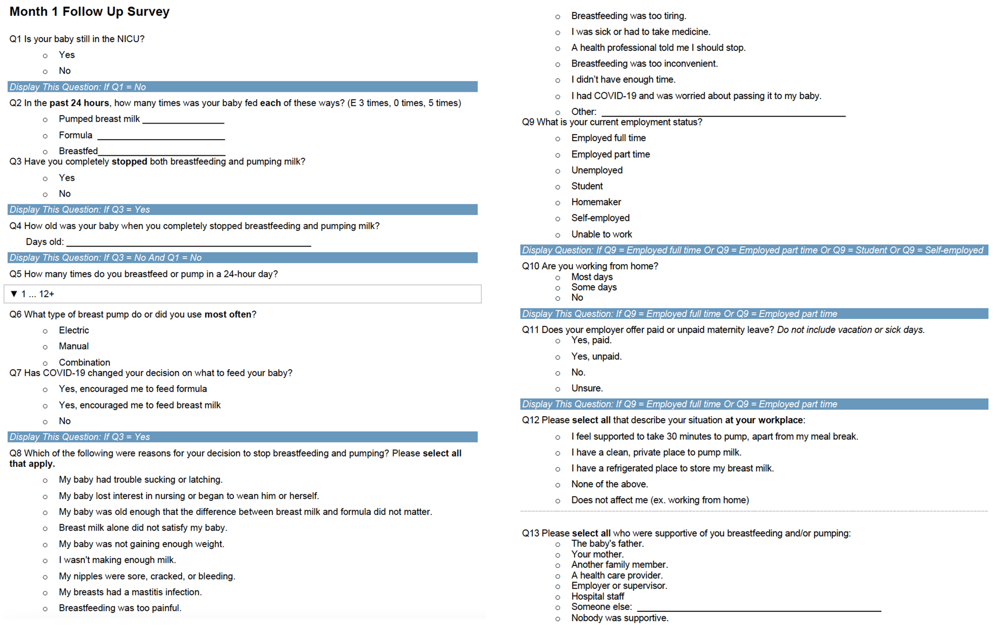 Month 1 Follow Up Survey
Q1 Is your baby still in the NICU?
o Yes
o No
Display This Question: If Q1 = No
Q2 In the past 24 hours, how many times was your baby fed each of these ways? (E 3 times, 0 times, 5 times)
o Pumped breast milk ________________
o Formula _________________________
o Breastfed_________________________
Q3 Have you completely stopped both breastfeeding and pumping milk?
o Yes
o No
Display This Question: If Q3 = Yes
Q4 How old was your baby when you completely stopped breastfeeding and pumping milk?
Days old: ________________________________________________
Display This Question: If Q3 = No And Q1 = No
Q5 How many times do you breastfeed or pump in a 24-hour day?
▼ 1 ... 12+
Q6 What type of breast pump do or did you use most often?
o Electric
o Manual
o Combination
Q7 Has COVID-19 changed your decision on what to feed your baby?
o Yes, encouraged me to feed formula
o Yes, encouraged me to feed breast milk
o No
Display This Question: If Q3 = Yes
Q8 Which of the following were reasons for your decision to stop breastfeeding and pumping? Please select all
that apply.
o My baby had trouble sucking or latching.
o My baby lost interest in nursing or began to wean him or herself.
o My baby was old enough that the difference between breast milk and formula did not matter.
o Breast milk alone did not satisfy my baby.
o My baby was not gaining enough weight.
o I wasn't making enough milk.
o My nipples were sore, cracked, or bleeding.
o My breasts had a mastitis infection.
o Breastfeeding was too painful.
o Breastfeeding was too tiring.
o I was sick or had to take medicine.
o A health professional told me I should stop.
o Breastfeeding was too inconvenient.
o I didn’t have enough time.
o I had COVID-19 and was worried about passing it to my baby.
o Other: ________________________________________________
Q9 What is your current employment status?
o Employed full time
o Employed part time
o Unemployed
o Student
o Homemaker
o Self-employed
o Unable to work
Display Question: If Q9 = Employed full time Or Q9 = Employed part time Or Q9 = Student Or Q9 = Self-employed
Q10 Are you working from home?
o Most days
o Some days
o No
Display This Question: If Q9 = Employed full time Or Q9 = Employed part time
Q11 Does your employer offer paid or unpaid maternity leave? Do not include vacation or sick days.
o Yes, paid.
o Yes, unpaid.
o No.
o Unsure.
Display This Question: If Q9 = Employed full time Or Q9 = Employed part time
Q12 Please select all that describe your situation at your workplace:
o I feel supported to take 30 minutes to pump, apart from my meal break.
o I have a clean, private place to pump milk.
o I have a refrigerated place to store my breast milk.
o None of the above.
o Does not affect me (ex. working from home)
Q13 Please select all who were supportive of you breastfeeding and/or pumping:
o The baby's father.
o Your mother.
o Another family member.
o A health care provider.
o Employer or supervisor.
o Hospital staff
o Someone else: ________________________________________________
o Nobody was supportive.